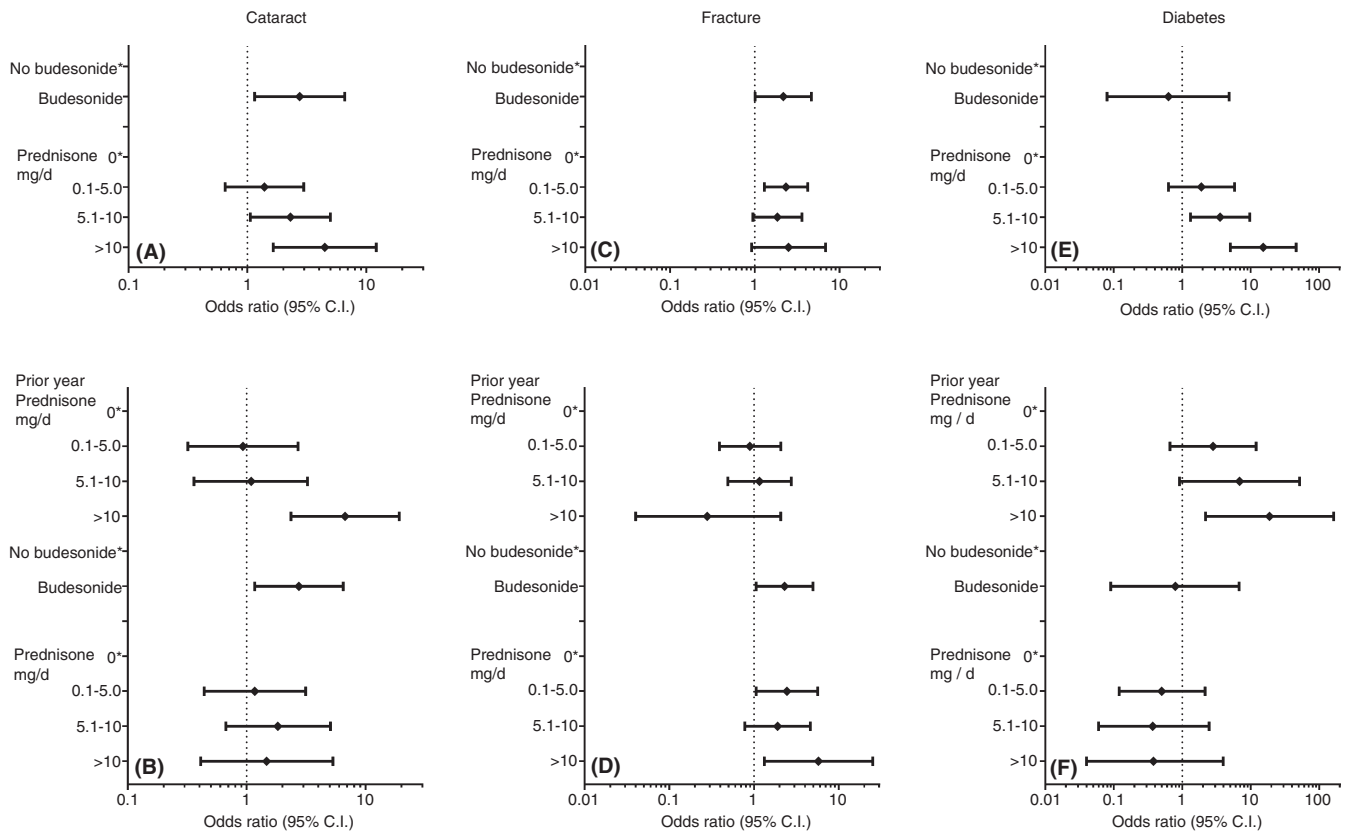 Cataract
No budesonide*
Budesonide
Prednisone 0*
mg/d
0.1-5.0
5.1-10
>10
(A)
0.1 1 10
Odds ratio (95% C.I.)
Fracture
No budesonide*
Budesonide
Prednisone 0*
mg/d
0.1-5.0
5.1-10
>10
(C)
0.01 0.1 1 10
Odds ratio (95% C.I.)
Diabetes
No budesonide*
Budesonide
Prednisone 0*
mg/d
0.1-5.0
5.1-10
>10
(E)
0.01 0.1 1 10 100
Odds ratio (95% C.I.)
Prior year
Prednisone
mg/d 0*
0.1-5.0
5.1-10
>10
No budesonide*
Budesonide
Prednisone 0*
mg/d
0.1-5.0
5.1-10
>10
(B)
0.1 1 10
Odds ratio (95% C.I.)
Prior year
Prednisone
mg/d 0*
0.1-5.0
5.1-10
>10
No budesonide*
Budesonide
Prednisone 0*
mg/d
0.1-5.0
5.1-10
>10
(D)
0.01 0.1 1 10
Odds ratio (95% C.I.)
Prior year
Prednisone
mg / d 0*
0.1-5.0
5.1-10
>10
No budesonide*
Budesonide
Prednisone 0*
mg / d
0.1-5.0
5.1-10
>10
(F)
0.01 0.1 1 10 100
Odds ratio (95% C.I.)